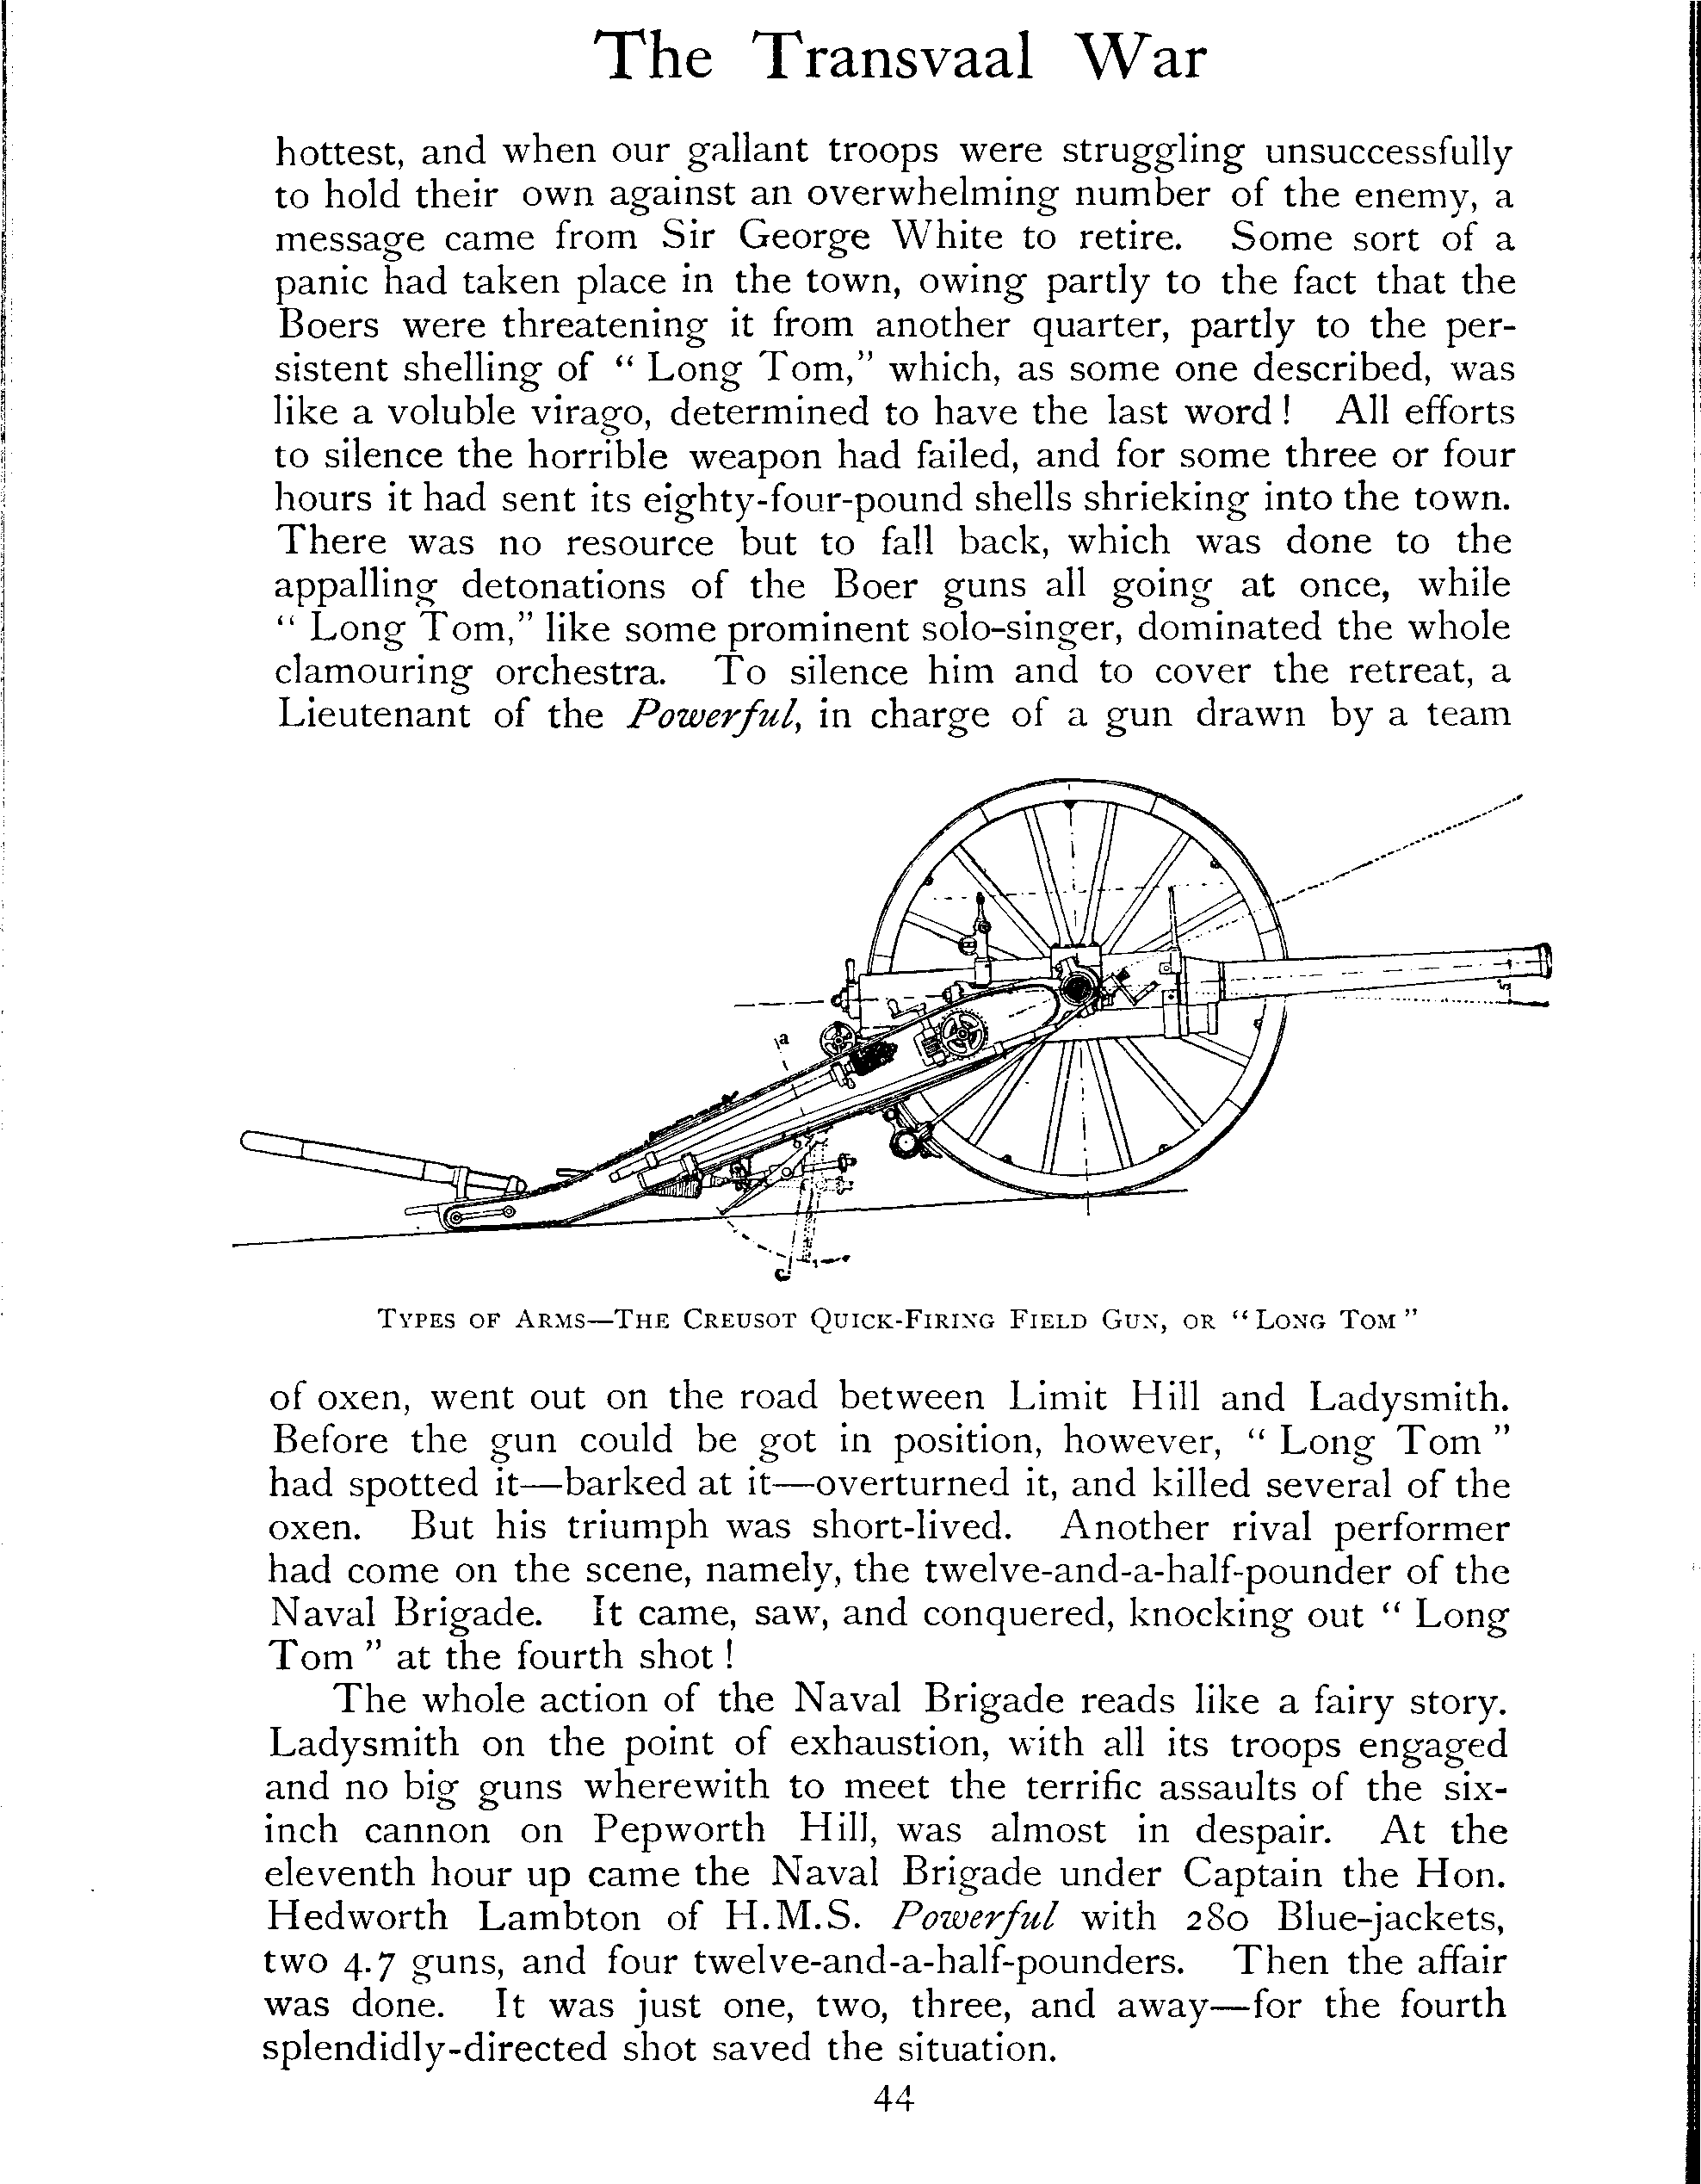 The Transvaal War
hottest, and when our gallant troops were struggling unsuccessfully
to hold their own against an overwhelming number of the enemy, a
message came from Sir George White to retire. Some sort of a
panic had taken place in the town, owing partly to the fact that the
Boers were threatening it from another quarter, partly to the per-
sistent shelling of “ Long Tom,” which, as some one described, was
like a voluble virago, determined to have the last word ! All efforts
to silence the horrible weapon had failed, and for some three or four
hours it had sent its eighty-four-pound shells shrieking into the town.
There was no resource but to fall back, which was done to the
appalling detonations of the Boer guns all going at once, while
“ Long Tom,” like some prominent solo-singer, dominated the whole
clamouring orchestra. To silence him and to cover the retreat, a
Lieutenant of the Powerful, in charge of a gun drawn by a team
a
5°
C
TYPES OF ARMS—THE CREUSOT QUICK-FIRING FIELD GUN, OR “ LONG TOM ”
of oxen, went out on the road between Limit Hill and Ladysmith.
Before the gun could be got in position, however, “ Long Tom ”
had spotted it—barked at it—overturned it, and killed several of the
oxen. But his triumph was short-lived. Another rival performer
had come on the scene, namely, the twelve-and-a-half-pounder of the
Naval Brigade. It came, saw, and conquered, knocking out “ Long
Tom ” at the fourth shot !
The whole action of the Naval Brigade reads like a fairy story.
Ladysmith on the point of exhaustion, with all its troops engaged
and no big guns wherewith to meet the terrific assaults of the six-
inch cannon on Pepworth Hill, was almost in despair. At the
eleventh hour up came the Naval Brigade under Captain the Hon.
Hedworth Lambton of H.M.S. Powerful with 280 Blue-jackets,
two 4.7 guns, and four twelve-and-a-half-pounders. Then the affair
was done. It was just one, two, three, and away—for the fourth
splendidly-directed shot saved the situation.
44